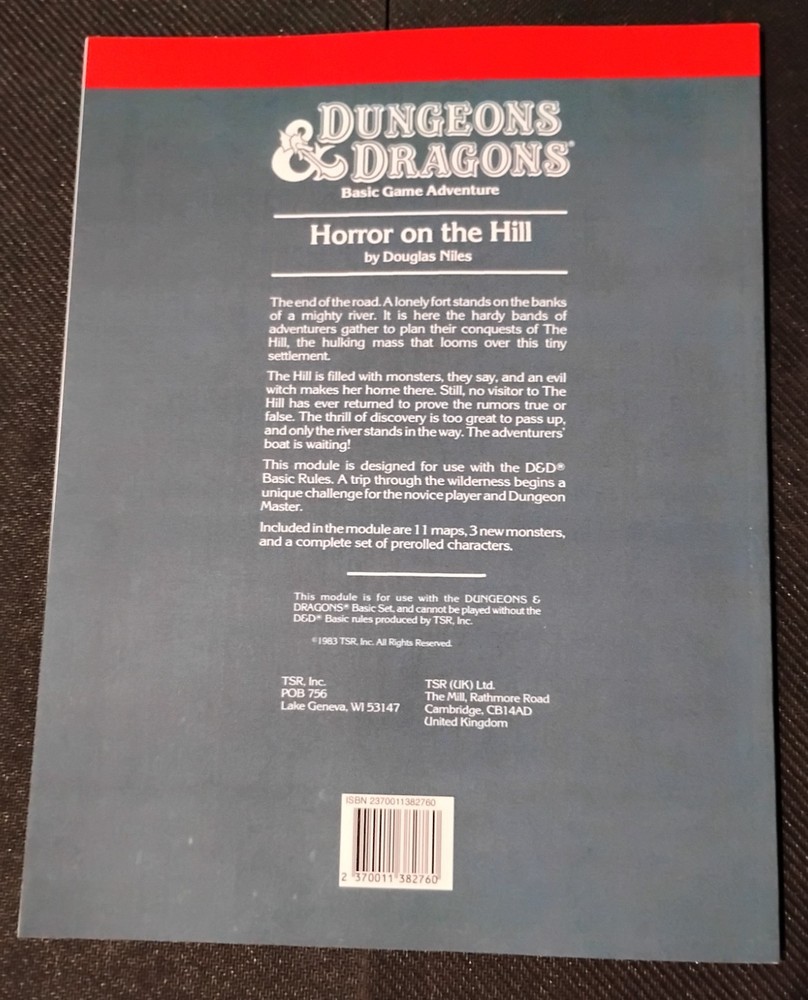 DUNGEONS
& DRAGONS®
Basic Game Adventure
Horror on the Hill
by Douglas Niles
The end of the road. A lonely fort stands on the banks
of a mighty river. It is here the hardy bands of
adventurers gather to plan their conquests of The
Hill, the hulking mass that looms over this tiny
settlement.
The Hill is filled with monsters, they say, and an evil
witch makes her home there. Still, no visitor to The
Hill has ever returned to prove the rumors true or
false. The thrill of discovery is too great to pass up,
and only the river stands in the way. The adventurers'
boat is waiting!
This module is designed for use with the D&D®
Basic Rules. A trip through the wilderness begins a
unique challenge for the novice player and Dungeon
Master.
Included in the module are 11 maps, 3 new monsters,
and a complete set of prerolled characters.
This module is for use with the DUNGEONS &
DRAGONS® Basic Set, and cannot be played without the
D&D® Basic rules produced by TSR, Inc.
©1983 TSR, Inc. All Rights Reserved.
TSR, Inc.
POB 756
Lake Geneva, WI 53147
TSR (UK) Ltd.
The Mill, Rathmore Road
Cambridge, CB14AD
United Kingdom
ISBN 2370011382760
2 370011 382760